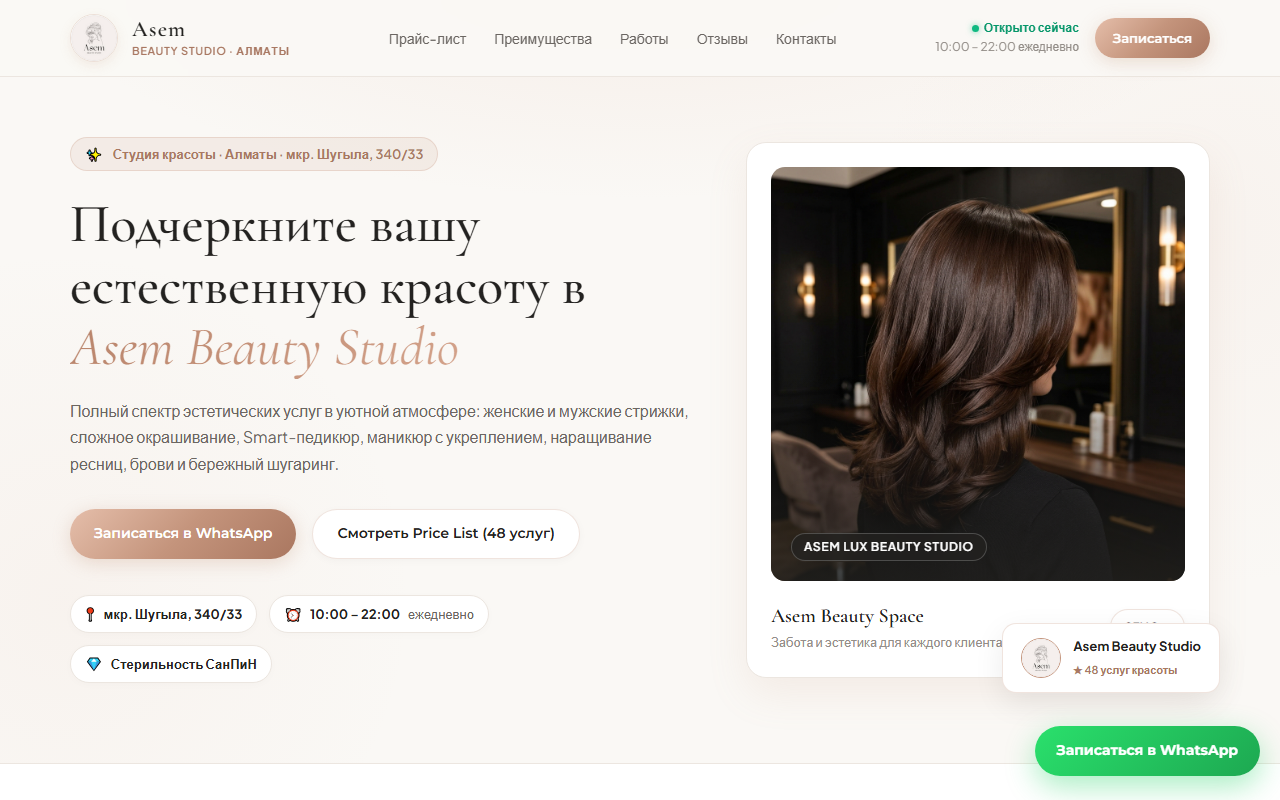 Asem
BEAUTY STUDIO · АЛМАТЫ
Прайс-лист
Преимущества
Работы
Отзывы
Контакты
Открыто сейчас
10:00 – 22:00 ежедневно
Записаться
Студия красоты · Алматы · мкр. Шугыла, 340/33
Подчеркните вашу
естественную красоту в
Asem Beauty Studio
Полный спектр эстетических услуг в уютной атмосфере: женские и мужские стрижки,
сложное окрашивание, Smart-педикюр, маникюр с укреплением, наращивание
ресниц, брови и бережный шугаринг.
Записаться в WhatsApp
Смотреть Price List (48 услуг)
мкр. Шугыла, 340/33
10:00 – 22:00 ежедневно
Стерильность СанПиН
ASEM LUX BEAUTY STUDIO
Asem Beauty Space
Забота и эстетика для каждого клиента
Asem Beauty Studio
★ 48 услуг красоты
Записаться в WhatsApp